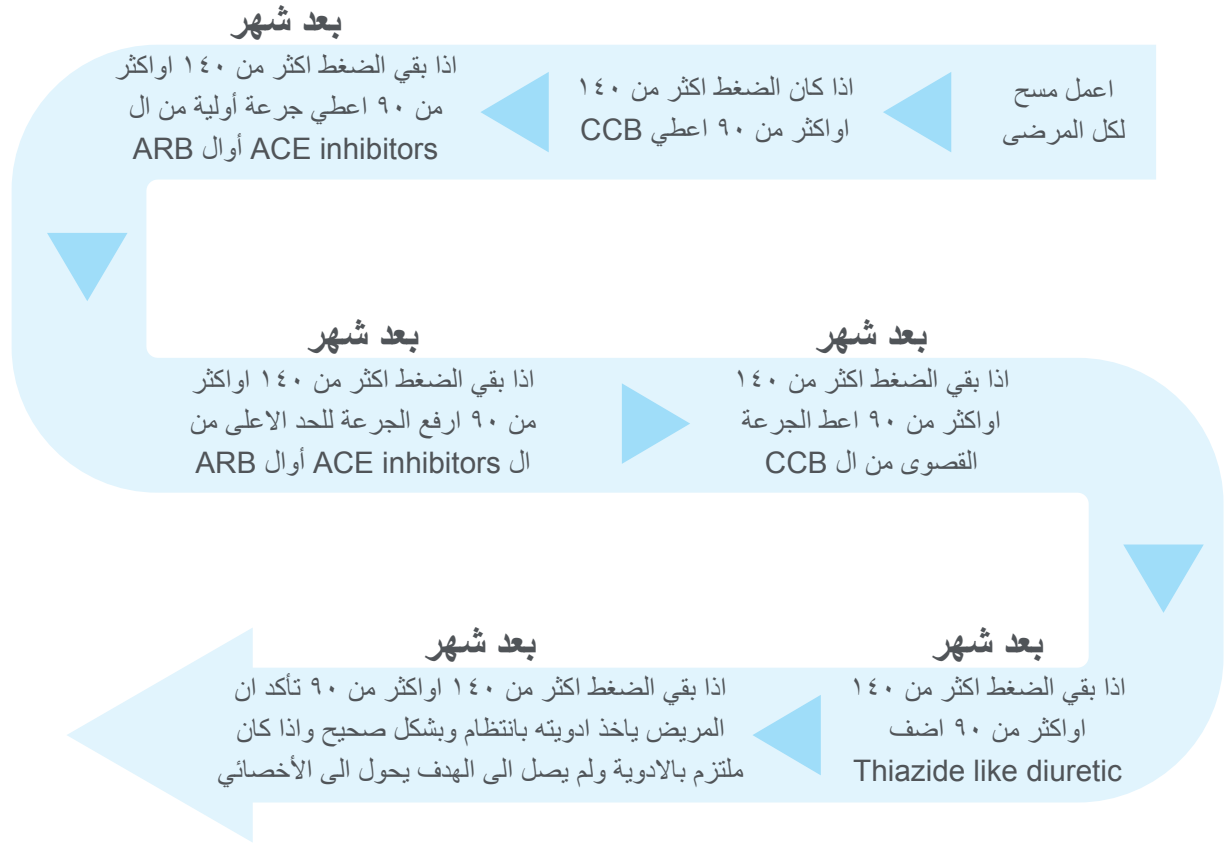 اعمل مسح
لكل المرضى
اذا كان الضغط اكثر من ١٤٠
اواكثر من ٩٠ اعطي CCB
بعد شهر
اذا بقي الضغط اكثر من ١٤٠ اواكثر
من ٩٠ اعطي جرعة أولية من ال
ACE inhibitors أوال ARB
بعد شهر
اذا بقي الضغط اكثر من ١٤٠ اواكثر
من ٩٠ ارفع الجرعة للحد الاعلى من
ال ACE inhibitors أوال ARB
بعد شهر
اذا بقي الضغط اكثر من ١٤٠
اواكثر من ٩٠ اعط الجرعة
القصوى من ال CCB
بعد شهر
اذا بقي الضغط اكثر من ١٤٠
اواكثر من ٩٠ اضف
Thiazide like diuretic
بعد شهر
اذا بقي الضغط اكثر من ١٤٠ اواكثر من ٩٠ تأكد ان
المريض ياخذ ادويته بانتظام وبشكل صحيح واذا كان
ملتزم بالادوية ولم يصل الى الهدف يحول الى الأخصائي